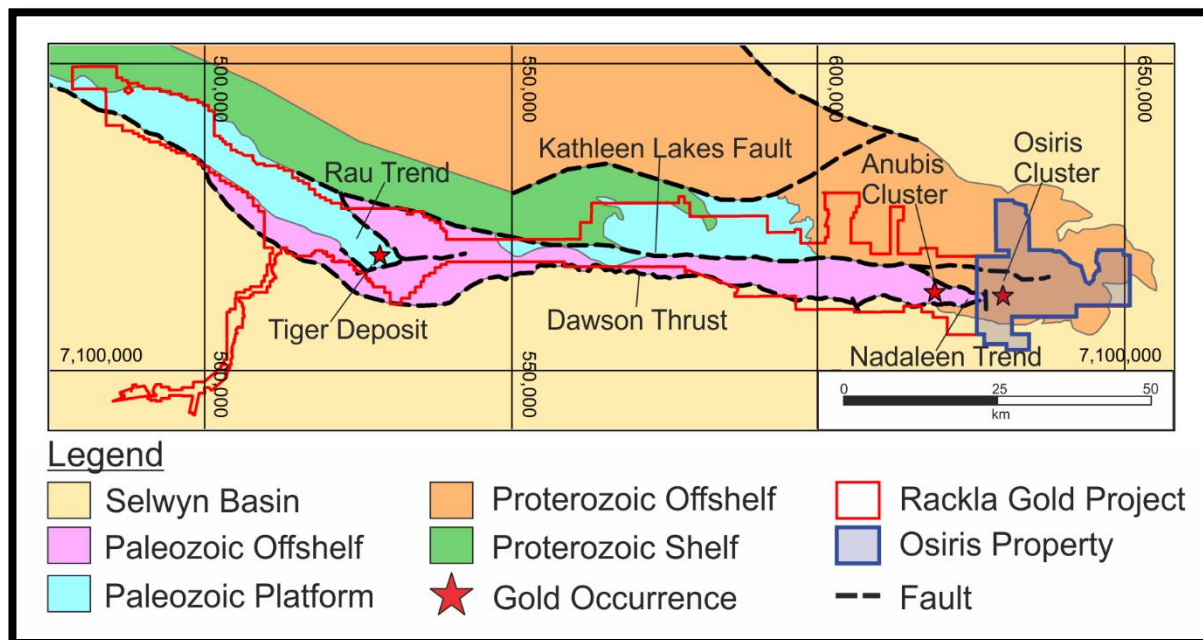 500,000
550,000
600,000
650,000
Kathleen Lakes Fault
Anubis
Cluster
Osiris
Cluster
Rau Trend
Tiger Deposit
Dawson Thrust
Nadaleen Trend
7,100,000
7,100,000
500,000
550,000
0
25
50
km
Legend
Selwyn Basin
Proterozoic Offshelf
Rackla Gold Project
Paleozoic Offshelf
Proterozoic Shelf
Osiris Property
Paleozoic Platform
Gold Occurrence
Fault